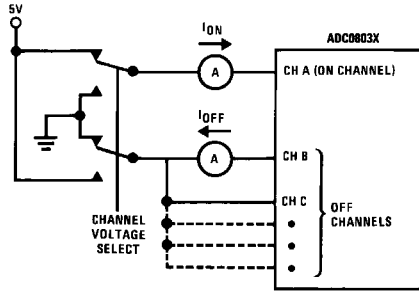 5V
ION
ADC0803X
A
CH A (ON CHANNEL)
IOFF
A
CH B
CH C
OFF
CHANNELS
CHANNEL
VOLTAGE
SELECT